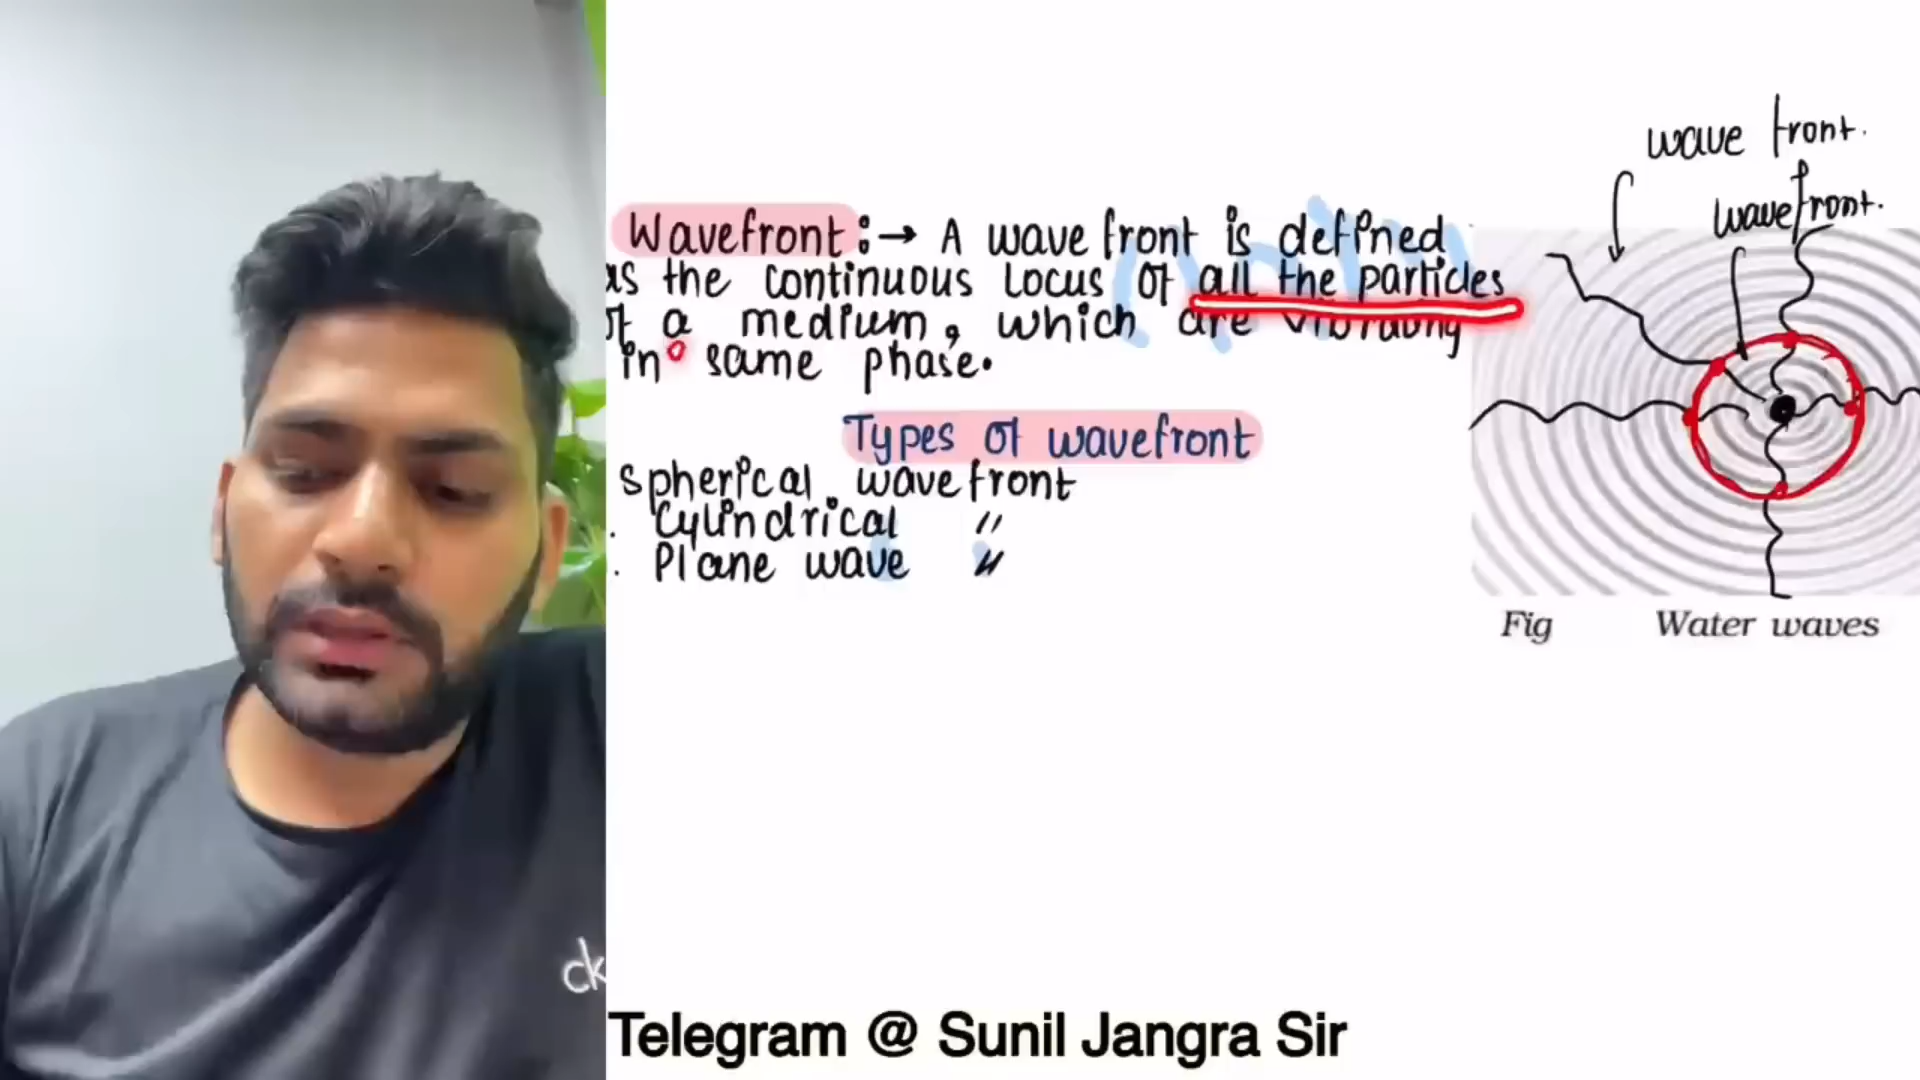 wave front.
wavefront.
Wavefront :→ A wave front is defined
as the continuous locus of all the particles
of a medium, which are vibrating
in same phase.
Types of wavefront
Spherical wavefront
. Cylindrical "
. Plane wave "
Fig Water waves
ck
Telegram @ Sunil Jangra Sir